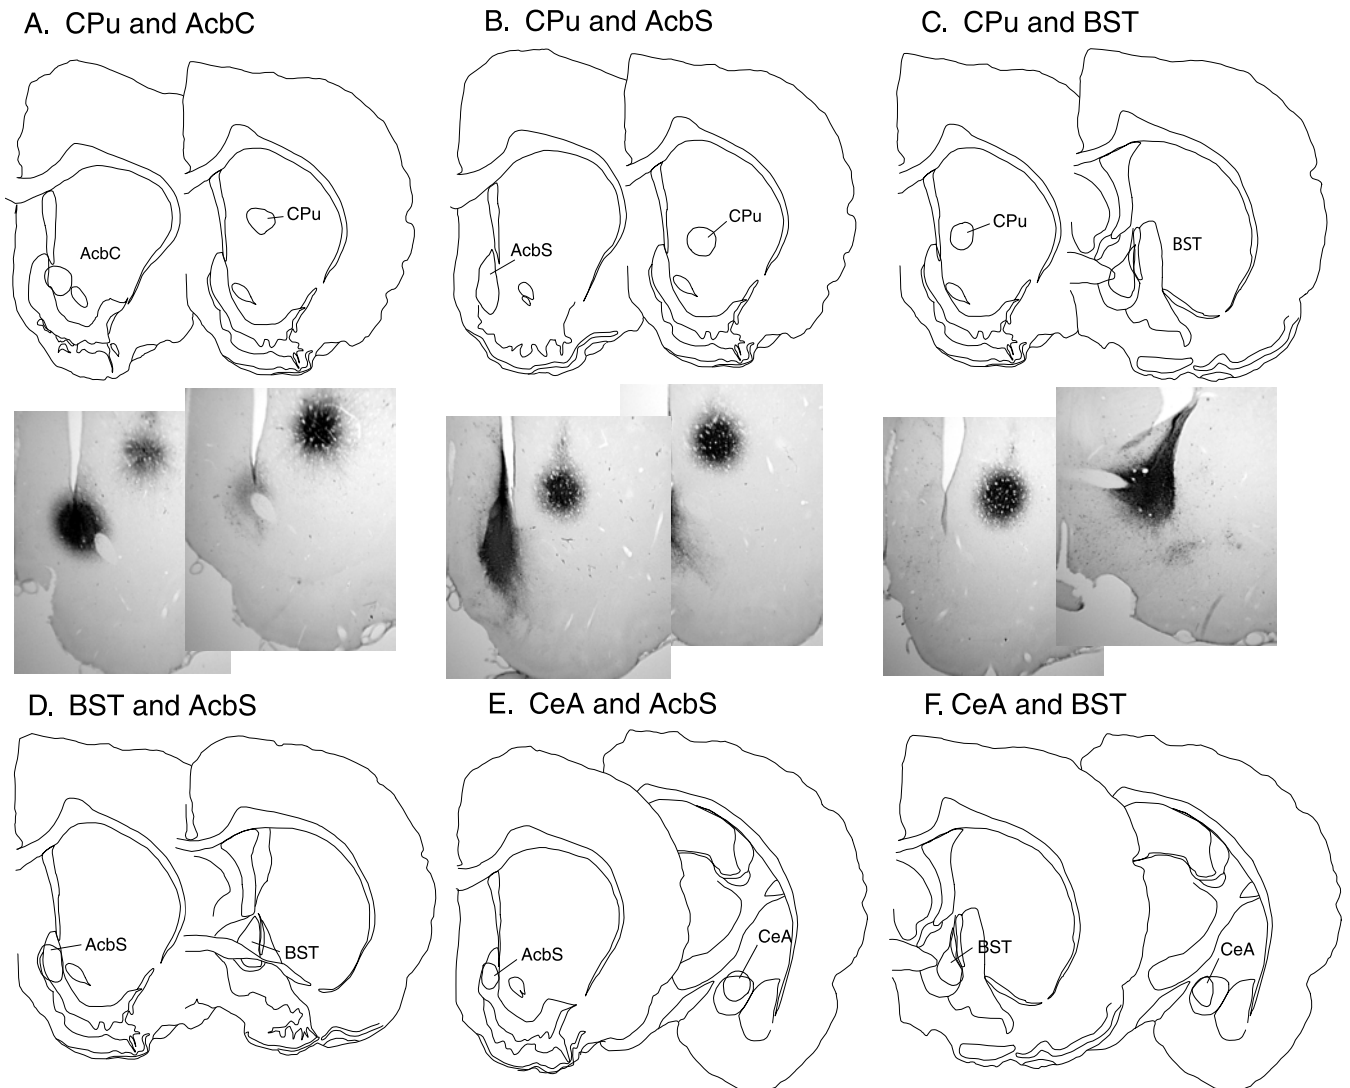 A. CPu and AcbC
B. CPu and AcbS
C. CPu and BST
AcbC
CPu
AcbS
CPu
CPu
BST
D. BST and AcbS
E. CeA and AcbS
F. CeA and BST
AcbS
BST
AcbS
CeA
BST
CeA